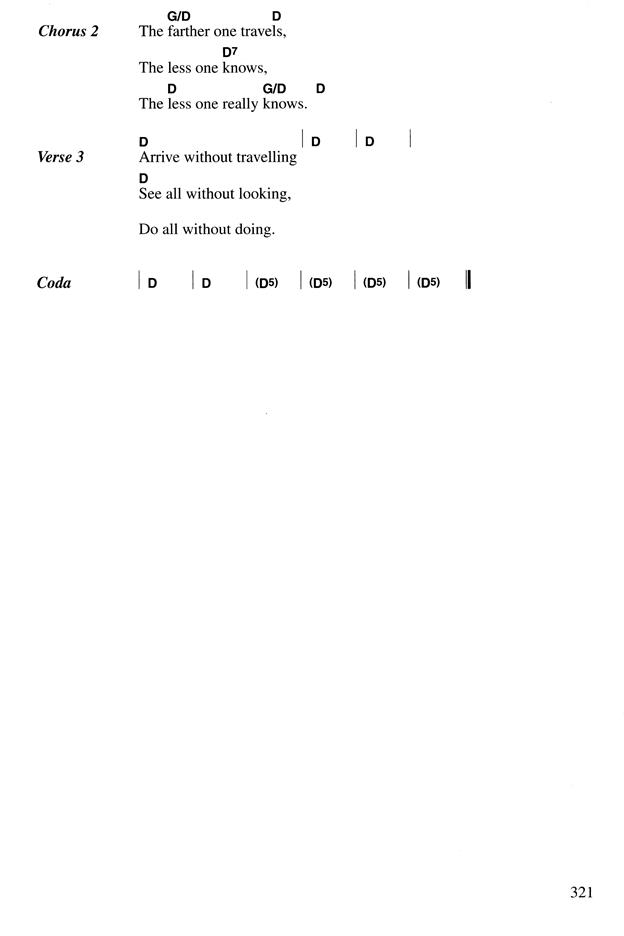 G/D D
Chorus 2 The farther one travels,
D7
The less one knows,
D G/D D
The less one really knows.
D | D | D |
Verse 3 Arrive without travelling
D
See all without looking,
Do all without doing.
Coda | D | D | (D5) | (D5) | (D5) | (D5) ‖
321